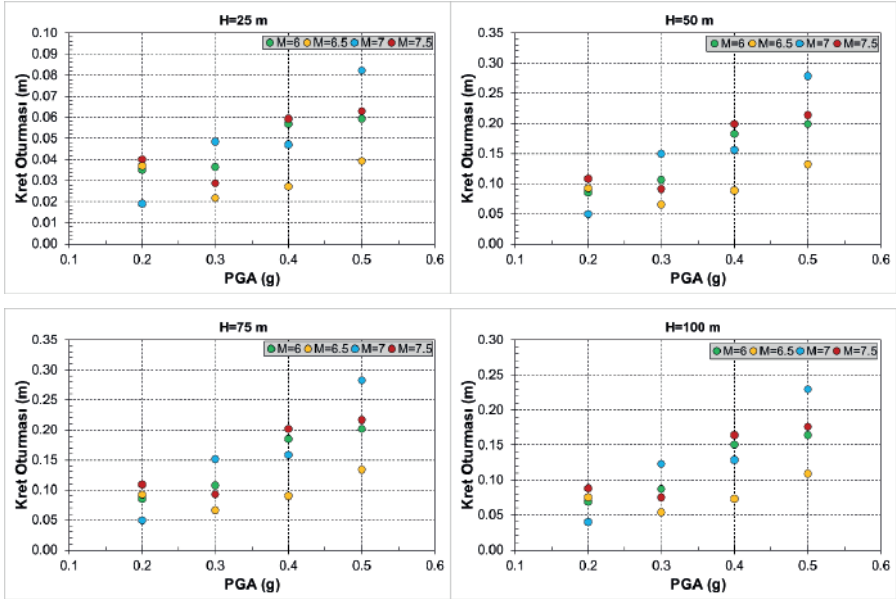 H=25 m
M=6 M=6.5 M=7 M=7.5
0.10
0.09
0.08
0.07
0.06
0.05
0.04
0.03
0.02
0.01
0.00
Kret Oturması (m)
0.1 0.2 0.3 0.4 0.5 0.6
PGA (g)
H=50 m
M=6 M=6.5 M=7 M=7.5
0.35
0.30
0.25
0.20
0.15
0.10
0.05
0.00
Kret Oturması (m)
0.1 0.2 0.3 0.4 0.5 0.6
PGA (g)
H=75 m
M=6 M=6.5 M=7 M=7.5
0.35
0.30
0.25
0.20
0.15
0.10
0.05
0.00
Kret Oturması (m)
0.1 0.2 0.3 0.4 0.5 0.6
PGA (g)
H=100 m
M=6 M=6.5 M=7 M=7.5
0.30
0.25
0.20
0.15
0.10
0.05
0.00
Kret Oturması (m)
0.1 0.2 0.3 0.4 0.5 0.6
PGA (g)